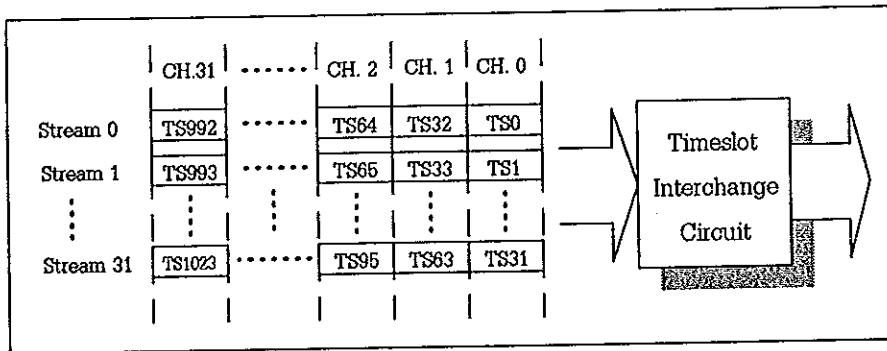 CH.31 ········ CH. 2 CH. 1 CH. 0
Stream 0 TS992 ········ TS64 TS32 TS0
Stream 1 TS993 ········ TS65 TS33 TS1
Stream 31 TS1023 ········ TS95 TS63 TS31
Timeslot
Interchange
Circuit